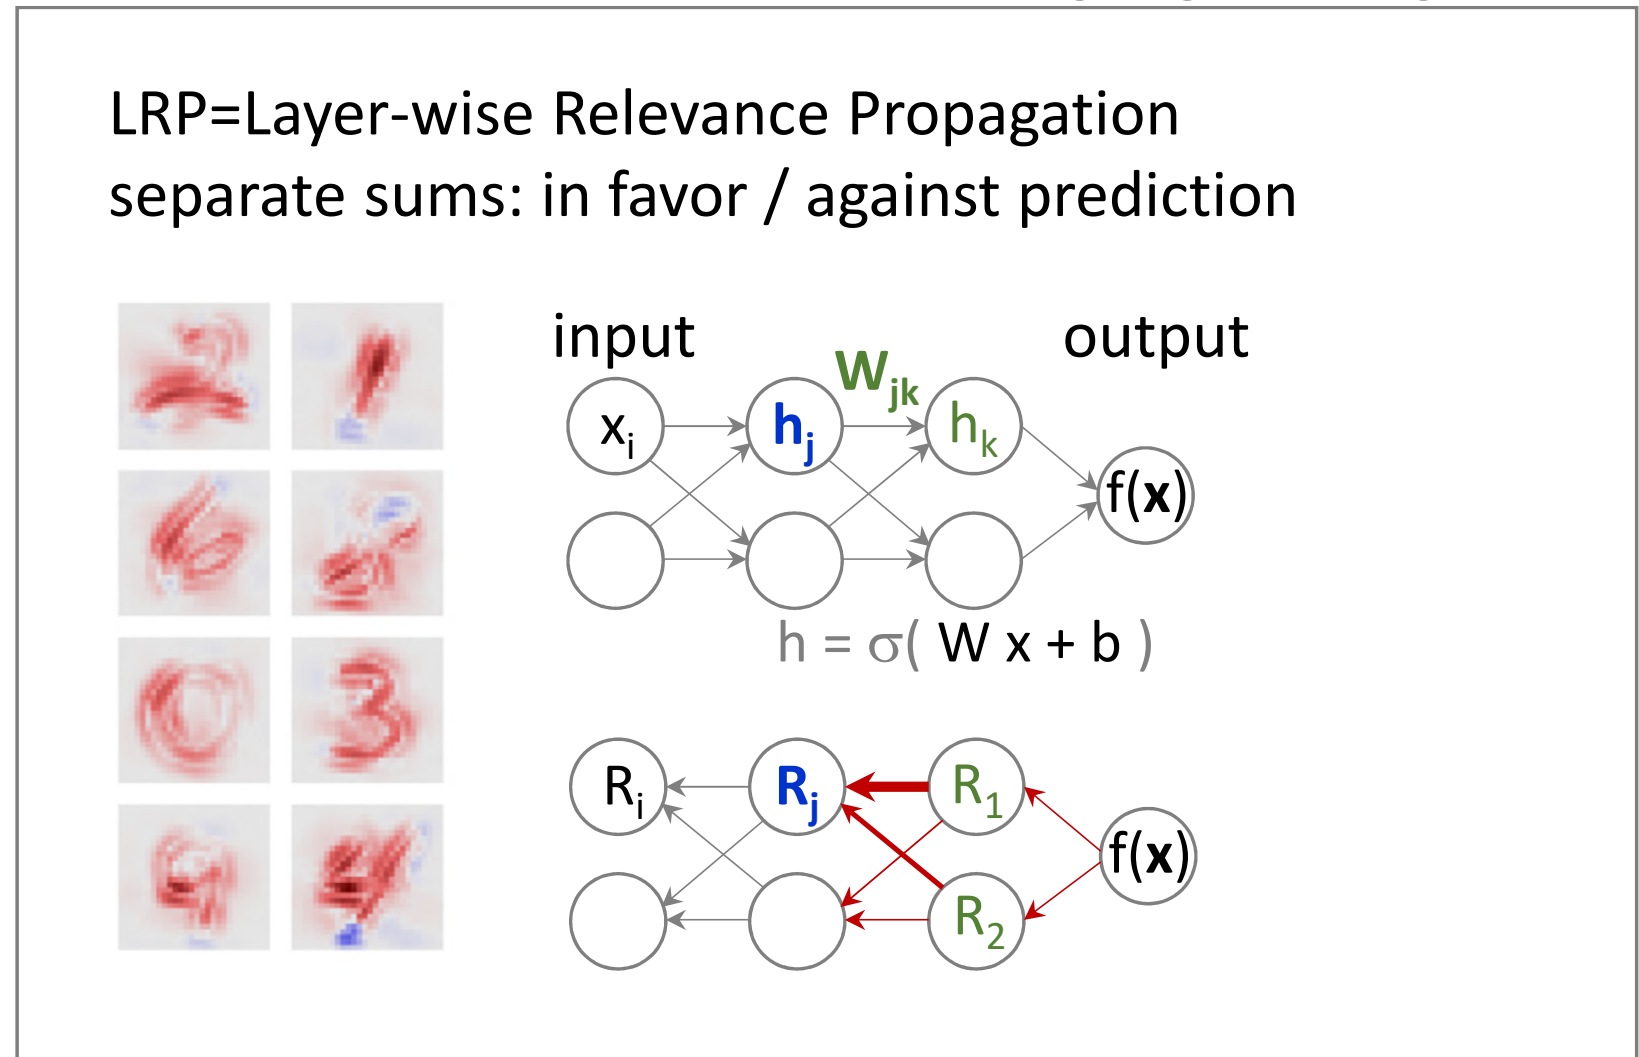 LRP=Layer-wise Relevance Propagation
separate sums: in favor / against prediction
input
output
W_jk
x_i
h_j
h_k
f(x)
h = σ( W x + b )
R_i
R_j
R_1
f(x)
R_2